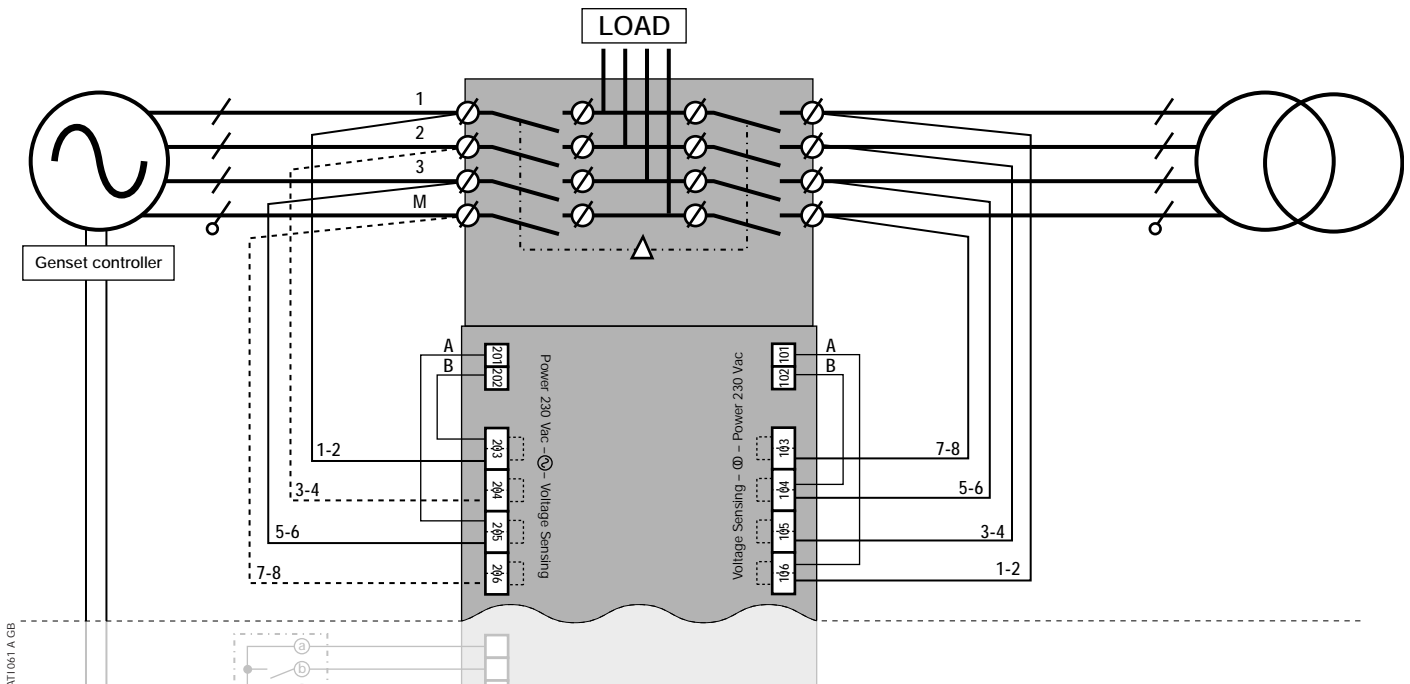 LOAD
1
2
3
M
Genset controller
A
B
201
202
Power 230 Vac – – Voltage Sensing
203
204
205
206
1-2
3-4
5-6
7-8
101
102
A
B
Voltage Sensing – – Power 230 Vac
103
104
105
106
7-8
5-6
3-4
1-2
a
b
ATI 061 A GB